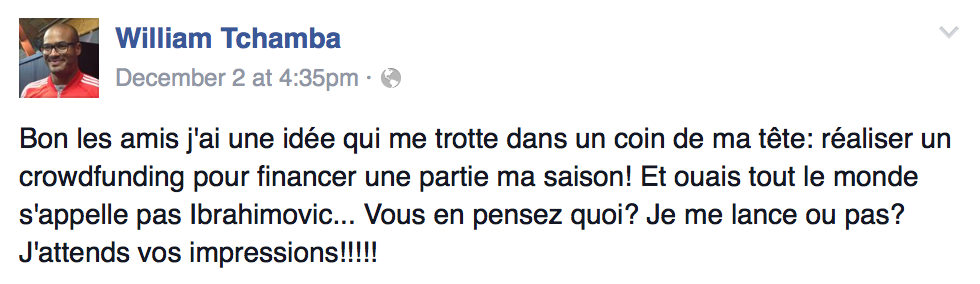 William Tchamba
December 2 at 4:35pm ·
Bon les amis j'ai une idée qui me trotte dans un coin de ma tête: réaliser un
crowdfunding pour financer une partie ma saison! Et ouais tout le monde
s'appelle pas Ibrahimovic... Vous en pensez quoi? Je me lance ou pas?
J'attends vos impressions!!!!!